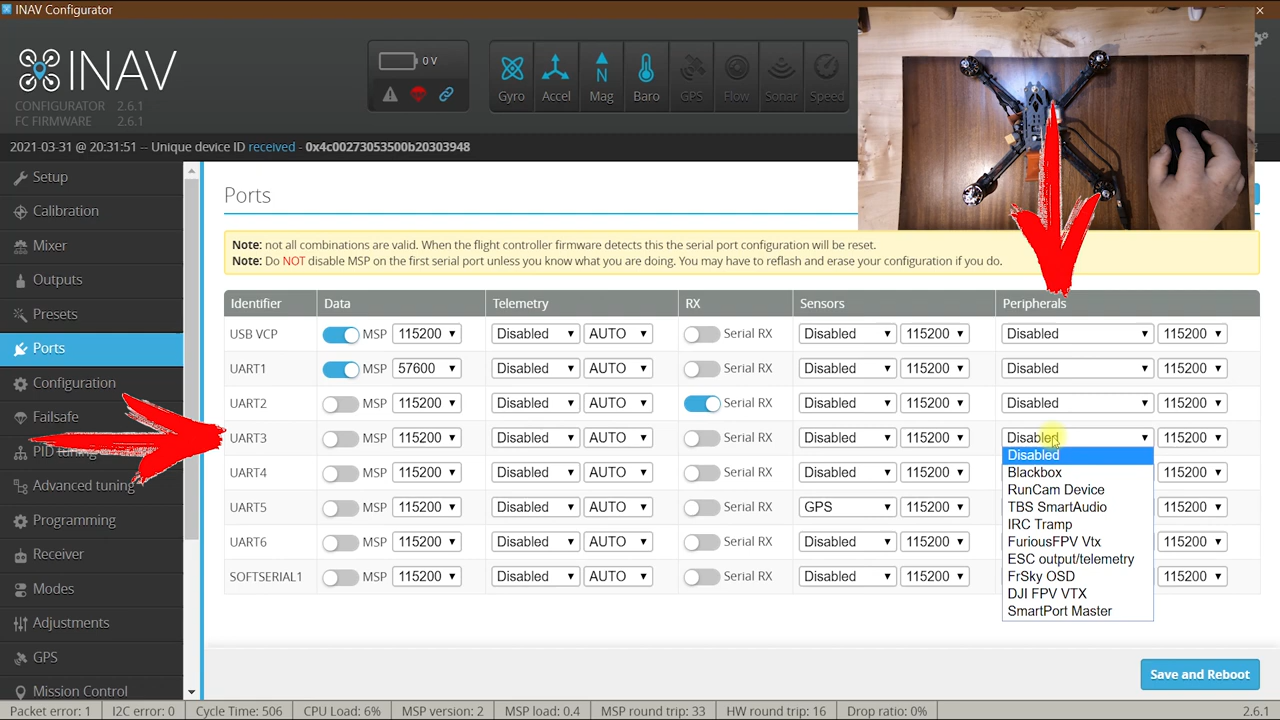 INAV Configurator
INAV
CONFIGURATOR 2.6.1
FC FIRMWARE 2.6.1
0 V
Gyro Accel Mag Baro GPS Flow Sonar Speed
2021-03-31 @ 20:31:51 -- Unique device ID received - 0x4c00273053500b20303948
Setup
Calibration
Mixer
Outputs
Presets
Ports
Configuration
Failsafe
PID tuning
Advanced tuning
Programming
Receiver
Modes
Adjustments
GPS
Mission Control
Ports
Note: not all combinations are valid. When the flight controller firmware detects this the serial port configuration will be reset.
Note: Do NOT disable MSP on the first serial port unless you know what you are doing. You may have to reflash and erase your configuration if you do.
Identifier Data Telemetry RX Sensors Peripherals
USB VCP MSP 115200 Disabled AUTO Serial RX Disabled 115200 Disabled 115200
UART1 MSP 57600 Disabled AUTO Serial RX Disabled 115200 Disabled 115200
UART2 MSP 115200 Disabled AUTO Serial RX Disabled 115200 Disabled 115200
UART3 MSP 115200 Disabled AUTO Serial RX Disabled 115200 Disabled 115200
UART4 MSP 115200 Disabled AUTO Serial RX Disabled 115200 115200
UART5 MSP 115200 Disabled AUTO Serial RX GPS 115200 115200
UART6 MSP 115200 Disabled AUTO Serial RX Disabled 115200 115200
SOFTSERIAL1 MSP 115200 Disabled AUTO Serial RX Disabled 115200 115200
Disabled
Blackbox
RunCam Device
TBS SmartAudio
IRC Tramp
FuriousFPV Vtx
ESC output/telemetry
FrSky OSD
DJI FPV VTX
SmartPort Master
Save and Reboot
Packet error: 1 I2C error: 0 Cycle Time: 506 CPU Load: 6% MSP version: 2 MSP load: 0.4 MSP round trip: 33 HW round trip: 16 Drop ratio: 0% 2.6.1